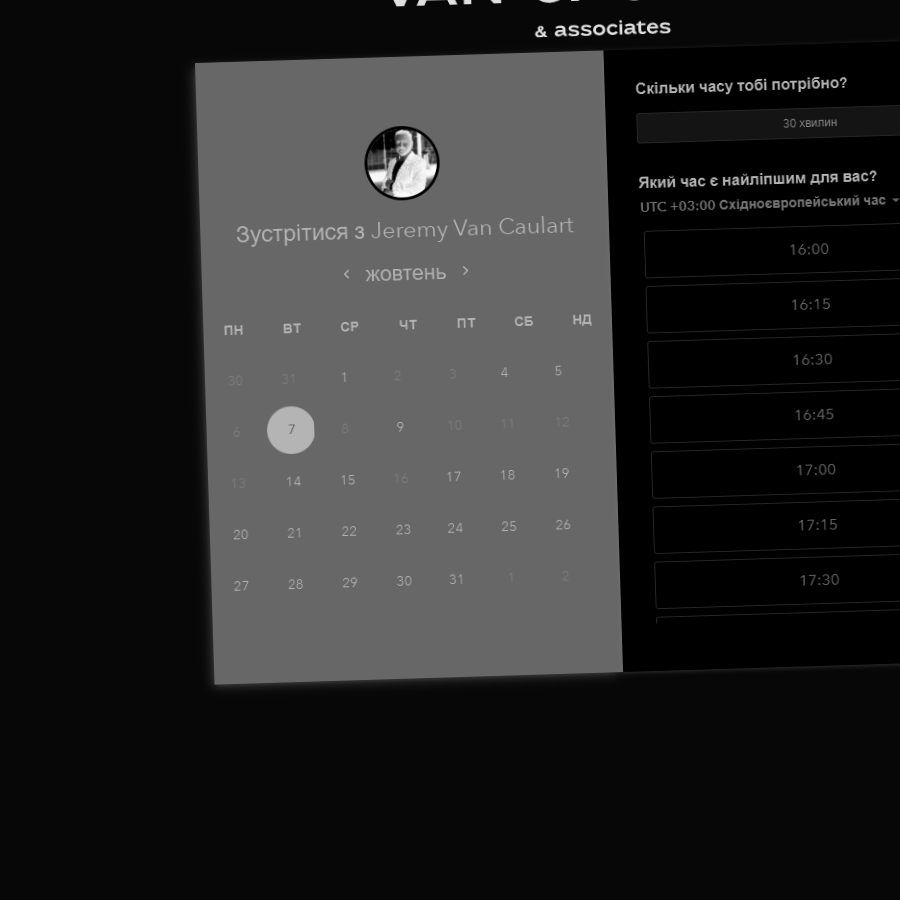 & associates
Зустрітися з Jeremy Van Caulart
жовтень
ПН ВТ СР ЧТ ПТ СБ НД
30 31 1 2 3 4 5
6 7 8 9 10 11 12
13 14 15 16 17 18 19
20 21 22 23 24 25 26
27 28 29 30 31 1 2
Скільки часу тобі потрібно?
30 хвилин
Який час є найліпшим для вас?
UTC +03:00 Східноєвропейський час
16:00
16:15
16:30
16:45
17:00
17:15
17:30